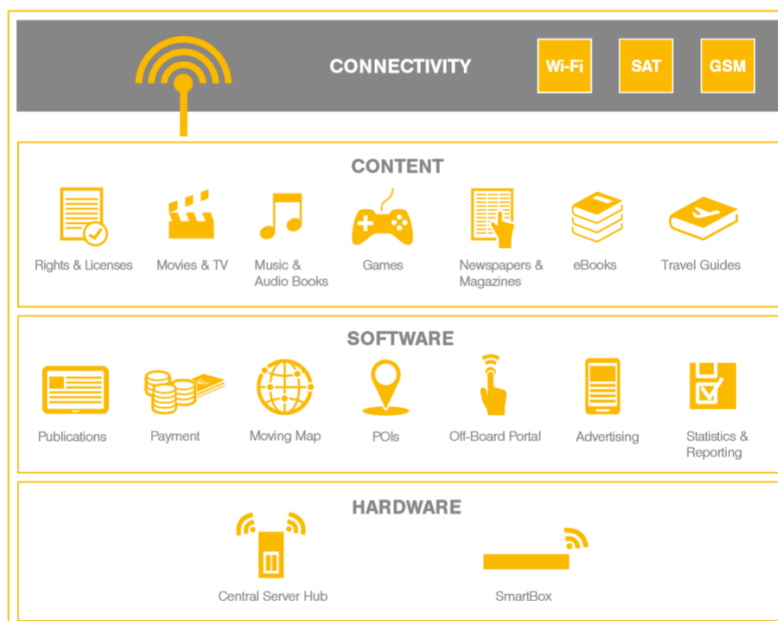 CONNECTIVITY
Wi-Fi
SAT
GSM
CONTENT
Rights & Licenses
Movies & TV
Music &
Audio Books
Games
Newspapers &
Magazines
eBooks
Travel Guides
SOFTWARE
Publications
Payment
Moving Map
POIs
Off-Board Portal
Advertising
Statistics &
Reporting
HARDWARE
Central Server Hub
SmartBox